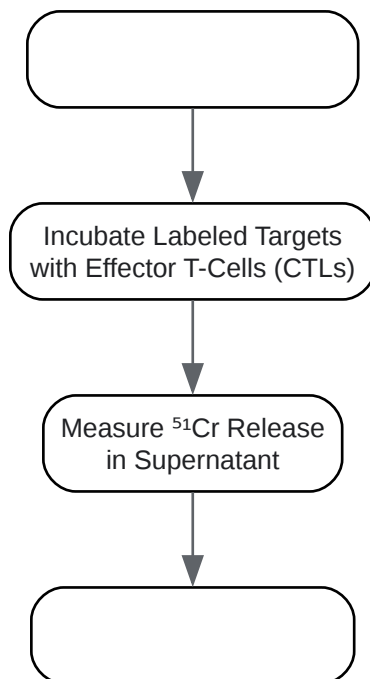 Incubate Labeled Targets
with Effector T-Cells (CTLs)
Measure ⁵¹Cr Release
in Supernatant